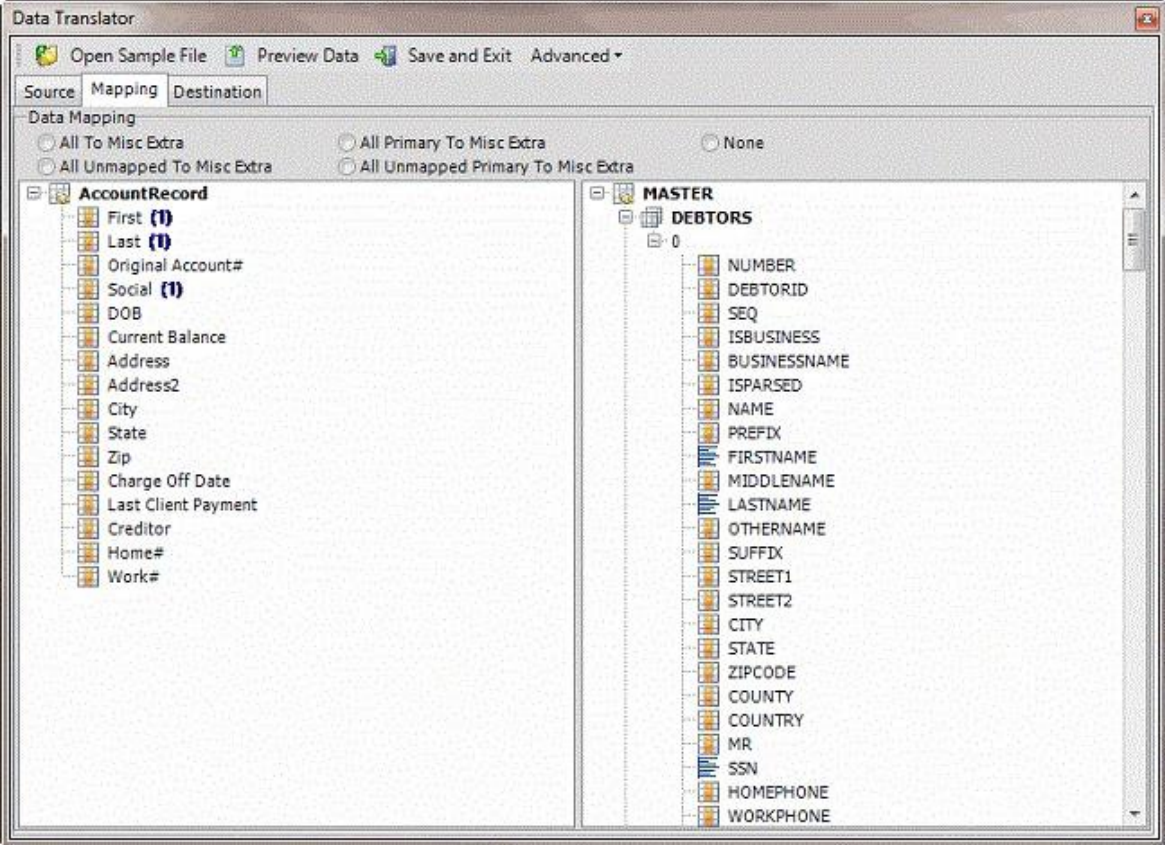 Data Translator
Open Sample File Preview Data Save and Exit Advanced
Source Mapping Destination
Data Mapping
All To Misc Extra All Primary To Misc Extra None
All Unmapped To Misc Extra All Unmapped Primary To Misc Extra
AccountRecord
First (1)
Last (1)
Original Account#
Social (1)
DOB
Current Balance
Address
Address2
City
State
Zip
Charge Off Date
Last Client Payment
Creditor
Home#
Work#
MASTER
DEBTORS
0
NUMBER
DEBTORID
SEQ
ISBUSINESS
BUSINESSNAME
ISPARSED
NAME
PREFIX
FIRSTNAME
MIDDLENAME
LASTNAME
OTHERNAME
SUFFIX
STREET1
STREET2
CITY
STATE
ZIPCODE
COUNTY
COUNTRY
MR
SSN
HOMEPHONE
WORKPHONE